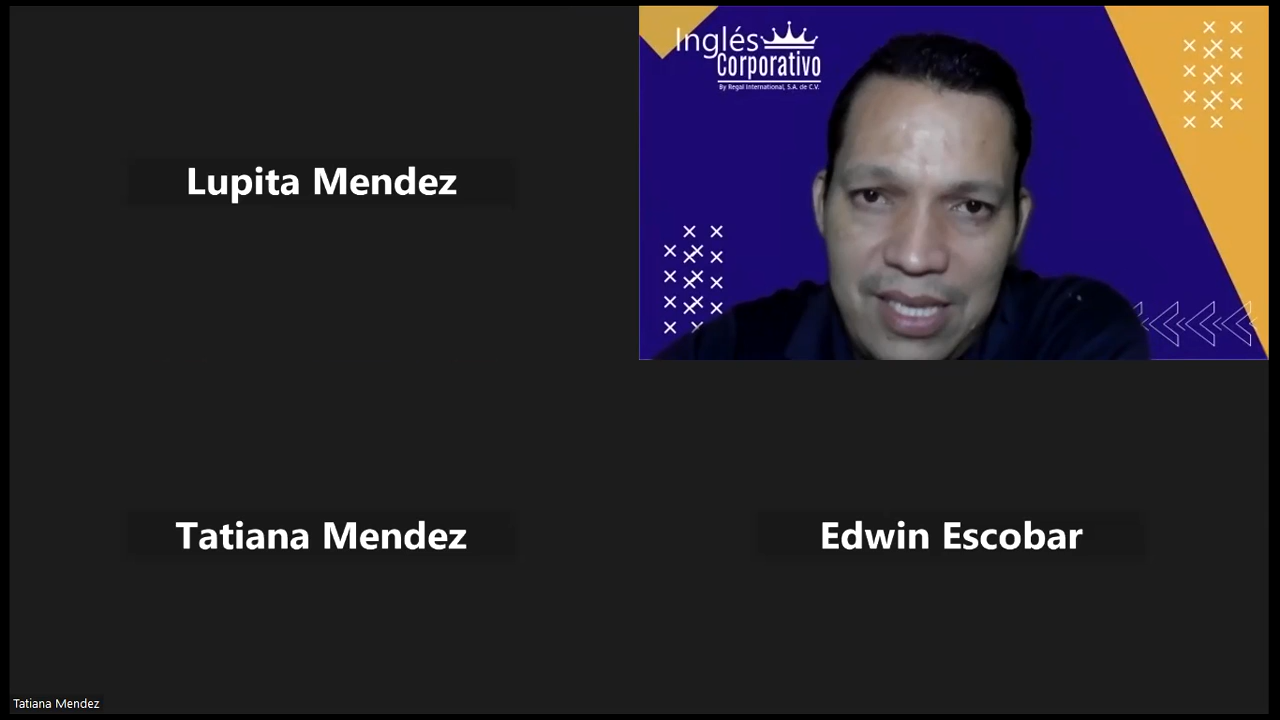 Lupita Mendez
Inglés
Corporativo
By Regal International, S.A. de C.V.
Tatiana Mendez
Edwin Escobar
Tatiana Mendez